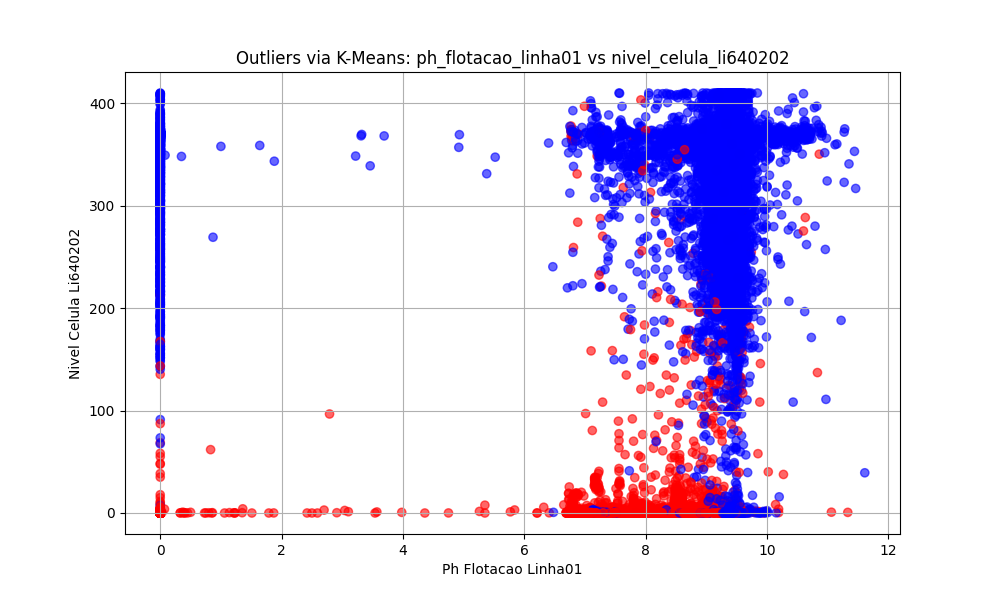 Outliers via K-Means: ph_flotacao_linha01 vs nivel_celula_li640202
400
300
200
100
0
Nivel Celula Li640202
0 2 4 6 8 10 12
Ph Flotacao Linha01